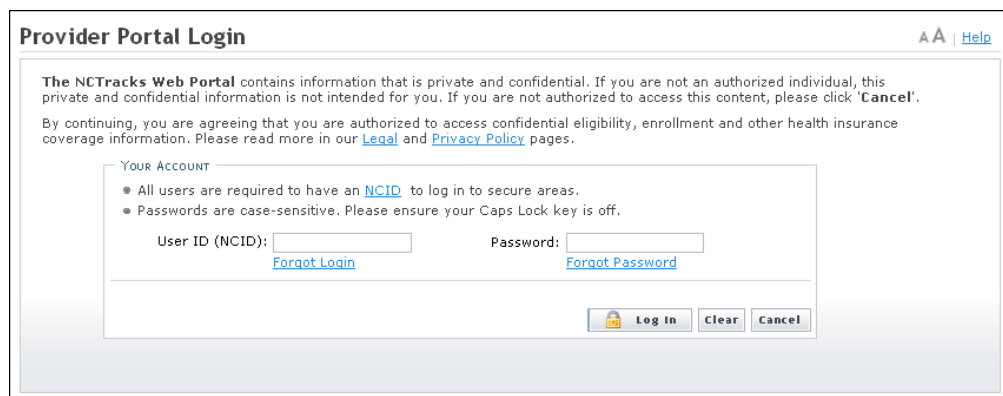 Provider Portal Login
A A | Help
The NCTracks Web Portal contains information that is private and confidential. If you are not an authorized individual, this
private and confidential information is not intended for you. If you are not authorized to access this content, please click 'Cancel'.
By continuing, you are agreeing that you are authorized to access confidential eligibility, enrollment and other health insurance
coverage information. Please read more in our Legal and Privacy Policy pages.
YOUR ACCOUNT
All users are required to have an NCID to log in to secure areas.
Passwords are case-sensitive. Please ensure your Caps Lock key is off.
User ID (NCID): Password:
Forgot Login Forgot Password
Log In Clear Cancel